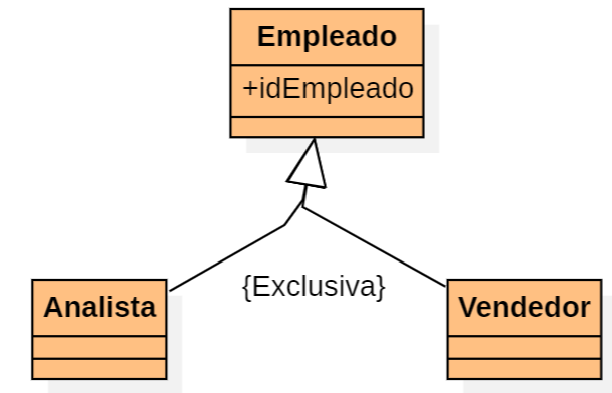 Empleado
+idEmpleado
{Exclusiva}
Analista
Vendedor